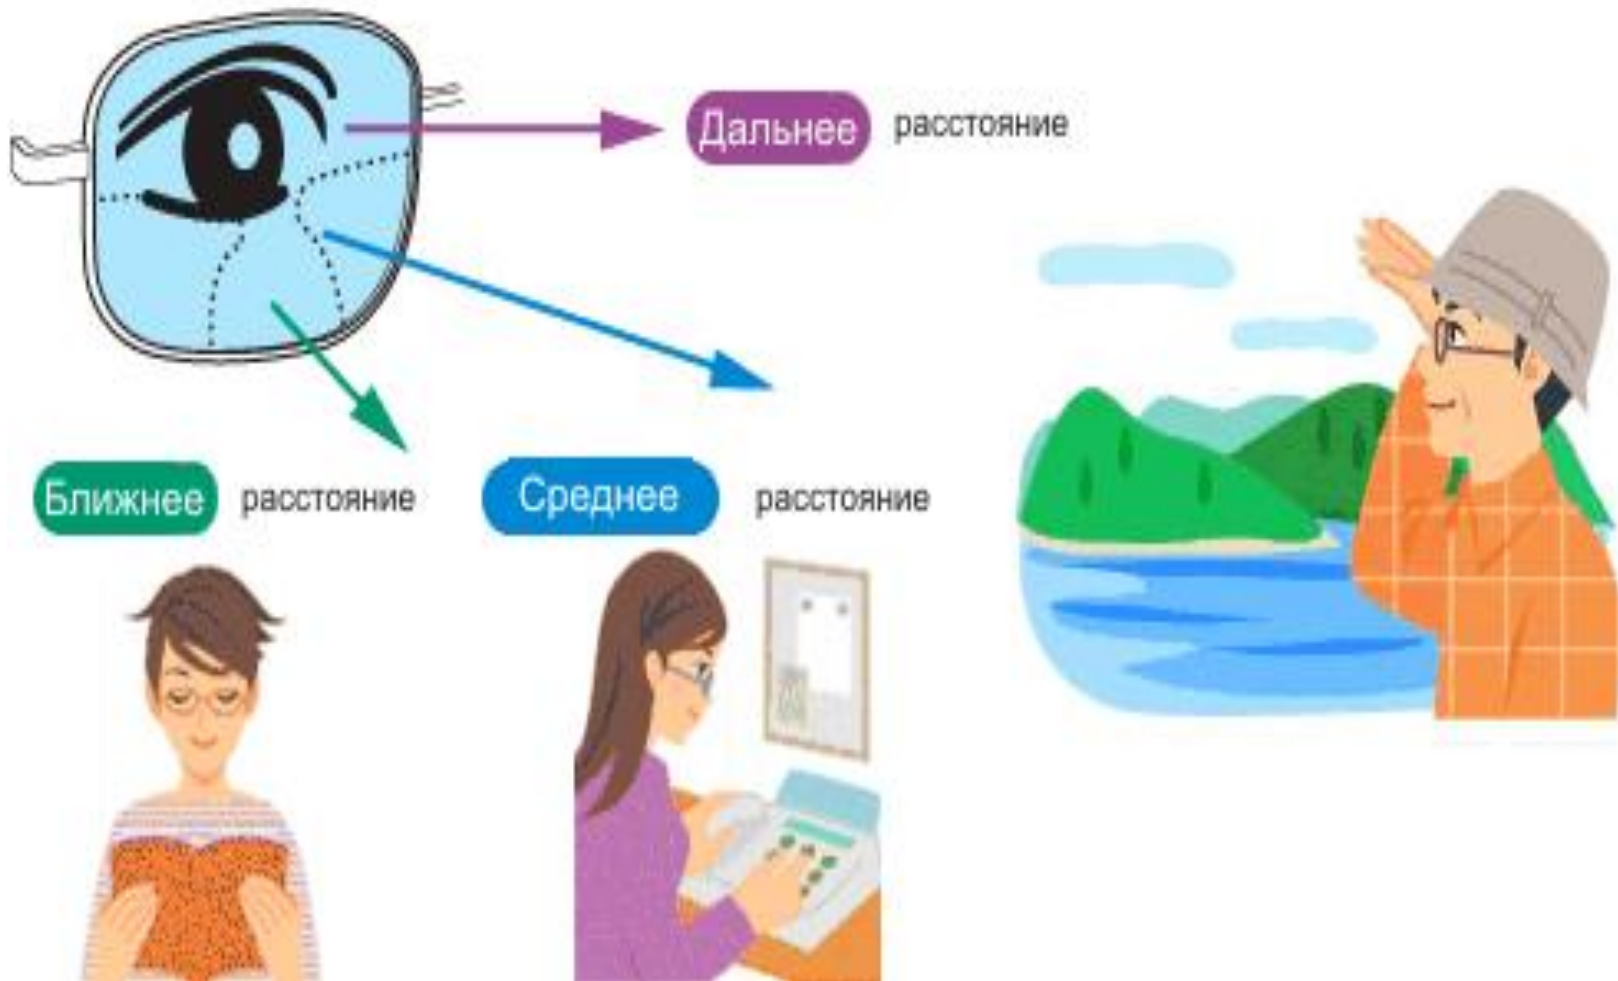 Дальнее расстояние
Ближнее расстояние
Среднее расстояние